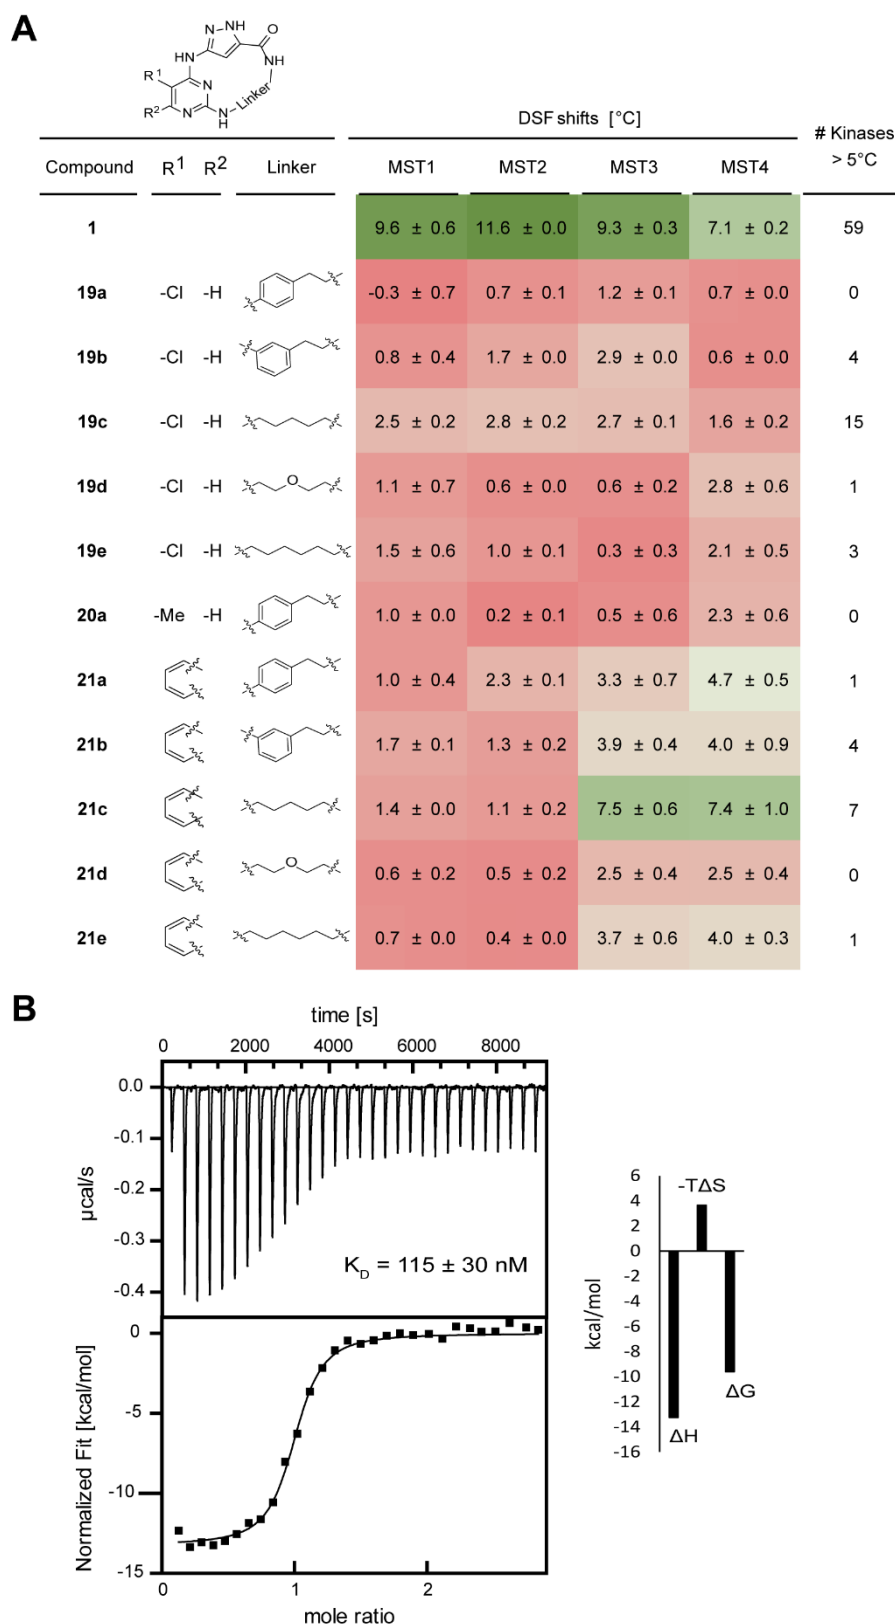 A
N NH
O
HN
NH
R¹
N
R²
N
N
H
Linker
DSF shifts [°C]
# Kinases
> 5°C
Compound R¹ R² Linker MST1 MST2 MST3 MST4
1 9.6 ± 0.6 11.6 ± 0.0 9.3 ± 0.3 7.1 ± 0.2 59
19a -Cl -H -0.3 ± 0.7 0.7 ± 0.1 1.2 ± 0.1 0.7 ± 0.0 0
19b -Cl -H 0.8 ± 0.4 1.7 ± 0.0 2.9 ± 0.0 0.6 ± 0.0 4
19c -Cl -H 2.5 ± 0.2 2.8 ± 0.2 2.7 ± 0.1 1.6 ± 0.2 15
19d -Cl -H O 1.1 ± 0.7 0.6 ± 0.0 0.6 ± 0.2 2.8 ± 0.6 1
19e -Cl -H 1.5 ± 0.6 1.0 ± 0.1 0.3 ± 0.3 2.1 ± 0.5 3
20a -Me -H 1.0 ± 0.0 0.2 ± 0.1 0.5 ± 0.6 2.3 ± 0.6 0
21a 1.0 ± 0.4 2.3 ± 0.1 3.3 ± 0.7 4.7 ± 0.5 1
21b 1.7 ± 0.1 1.3 ± 0.2 3.9 ± 0.4 4.0 ± 0.9 4
21c 1.4 ± 0.0 1.1 ± 0.2 7.5 ± 0.6 7.4 ± 1.0 7
21d O 0.6 ± 0.2 0.5 ± 0.2 2.5 ± 0.4 2.5 ± 0.4 0
21e 0.7 ± 0.0 0.4 ± 0.0 3.7 ± 0.6 4.0 ± 0.3 1
B
time [s]
0 2000 4000 6000 8000
0.0
-0.1
-0.2
-0.3
-0.4
µcal/s
K_D = 115 ± 30 nM
0
-5
-10
-15
Normalized Fit [kcal/mol]
0 1 2
mole ratio
6
4
2
0
-2
-4
-6
-8
-10
-12
-14
-16
kcal/mol
-TΔS
ΔG
ΔH